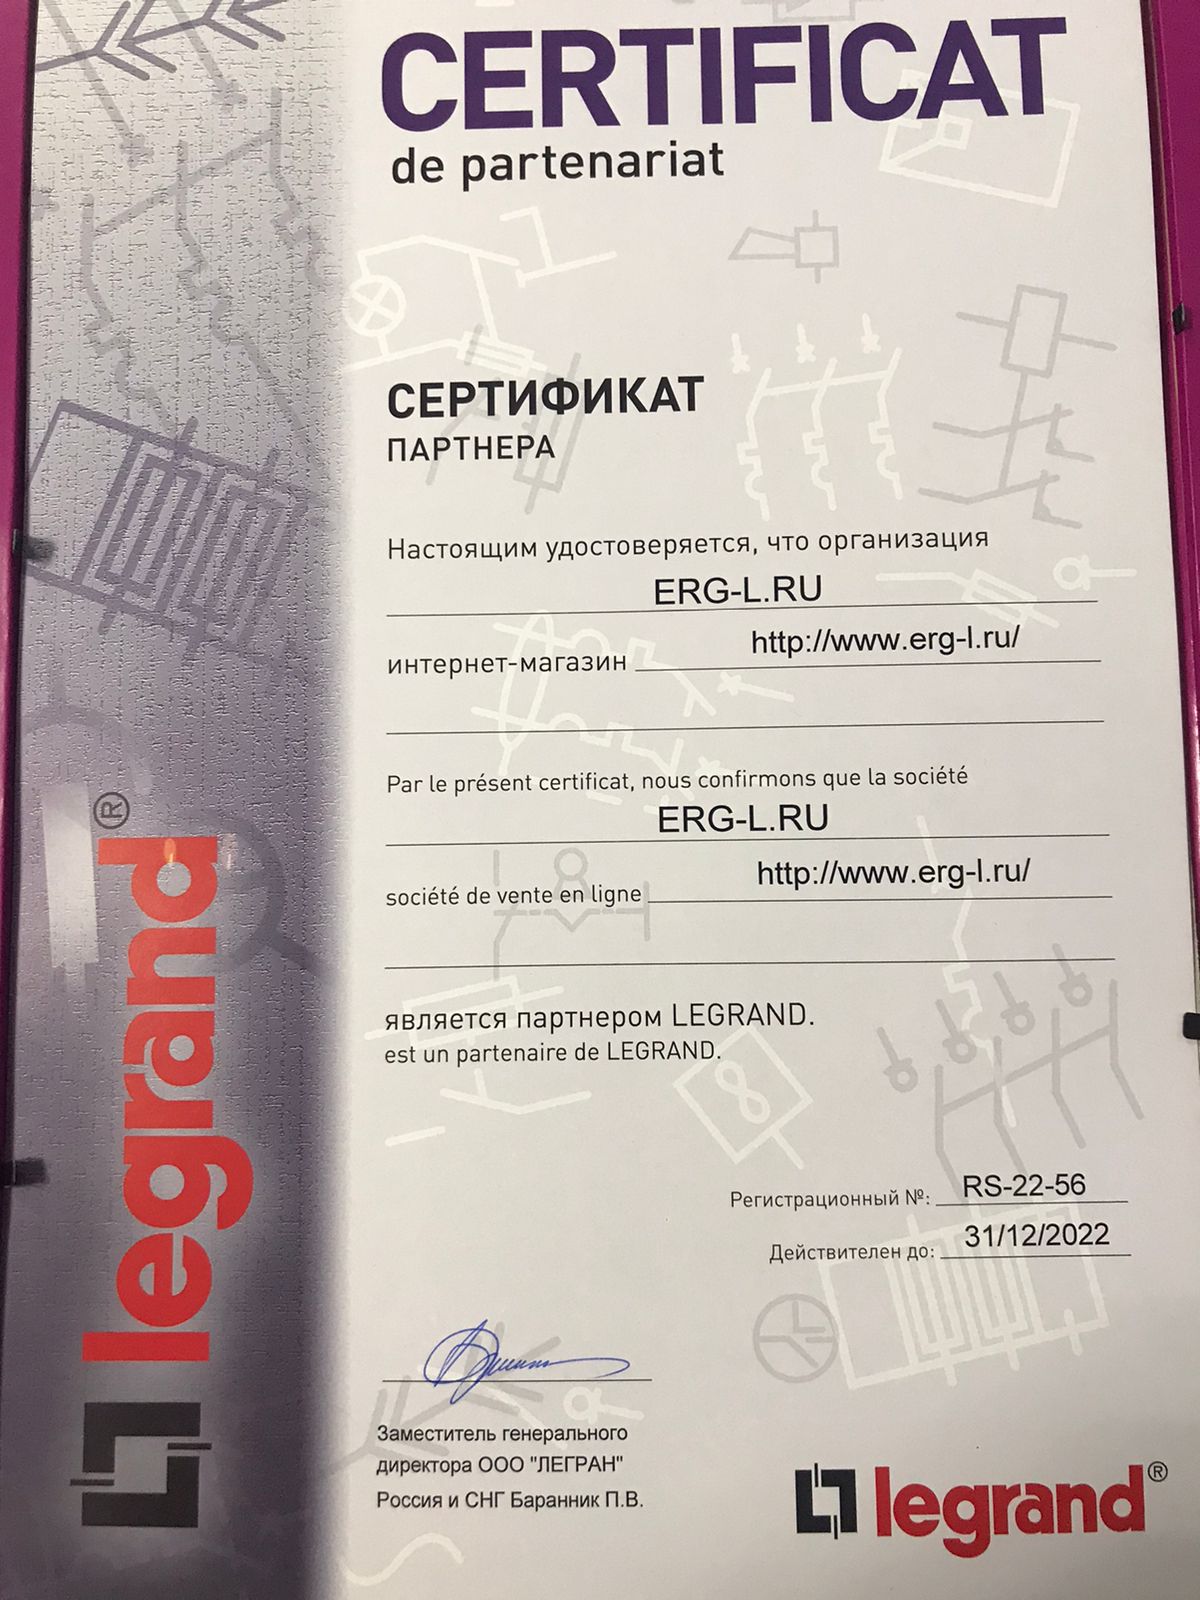 CERTIFICAT
de partenariat
СЕРТИФИКАТ
ПАРТНЕРА
Настоящим удостоверяется, что организация
ERG-L.RU
интернет-магазин http://www.erg-l.ru/
Par le présent certificat, nous confirmons que la société
ERG-L.RU
société de vente en ligne http://www.erg-l.ru/
является партнером LEGRAND.
est un partenaire de LEGRAND.
Регистрационный №: RS-22-56
Действителен до: 31/12/2022
Заместитель генерального
директора ООО "ЛЕГРАН"
Россия и СНГ Баранник П.В.
legrand®
legrand®